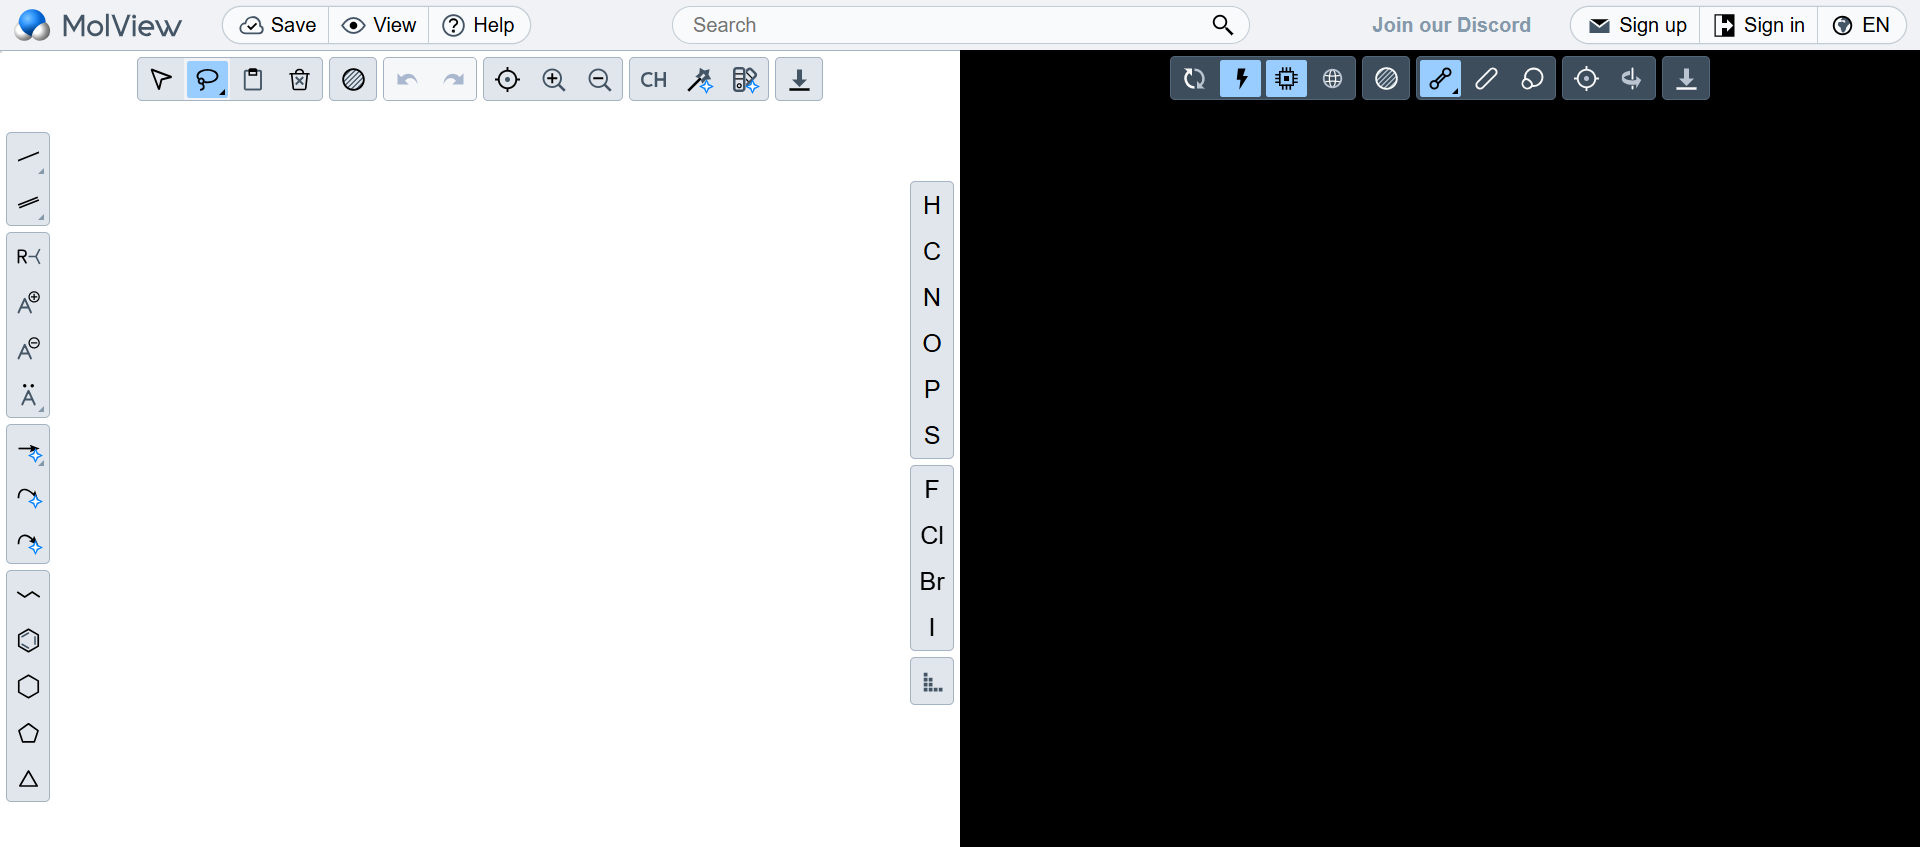 MolView
Save
View
Help
Search
Join our Discord
Sign up
Sign in
EN
CH
R
A
A
Ä
H
C
N
O
P
S
F
Cl
Br
I